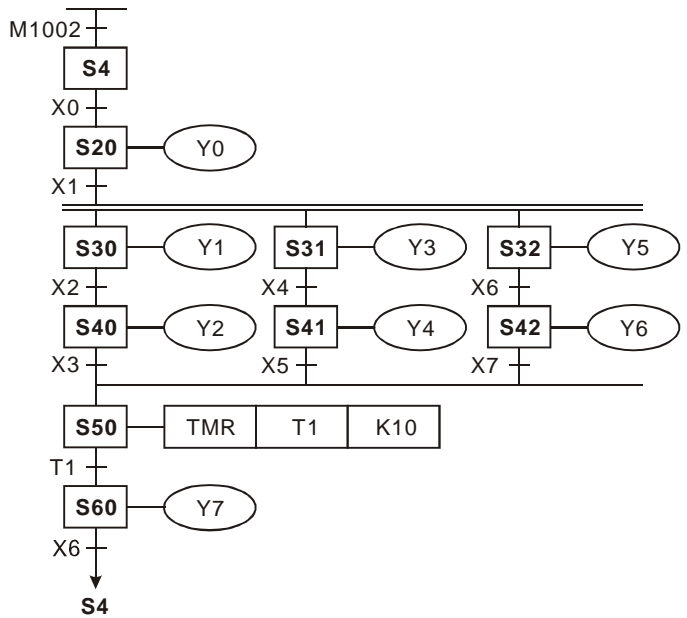 M1002
S4
X0
S20 Y0
X1
S30 Y1 S31 Y3 S32 Y5
X2 X4 X6
S40 Y2 S41 Y4 S42 Y6
X3 X5 X7
S50 TMR T1 K10
T1
S60 Y7
X6
S4